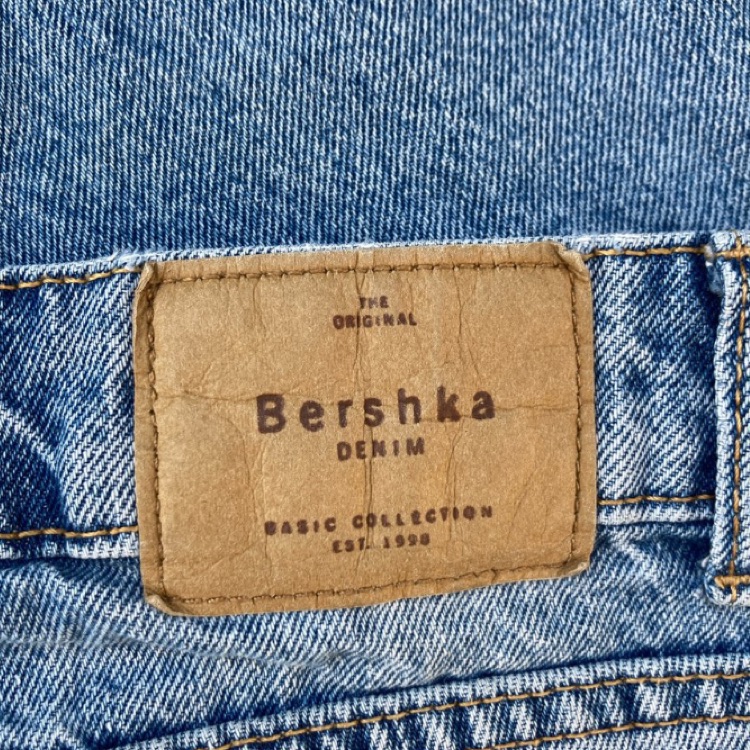 THE
ORIGINAL
Bershka
DENIM
BASIC COLLECTION
EST. 1998